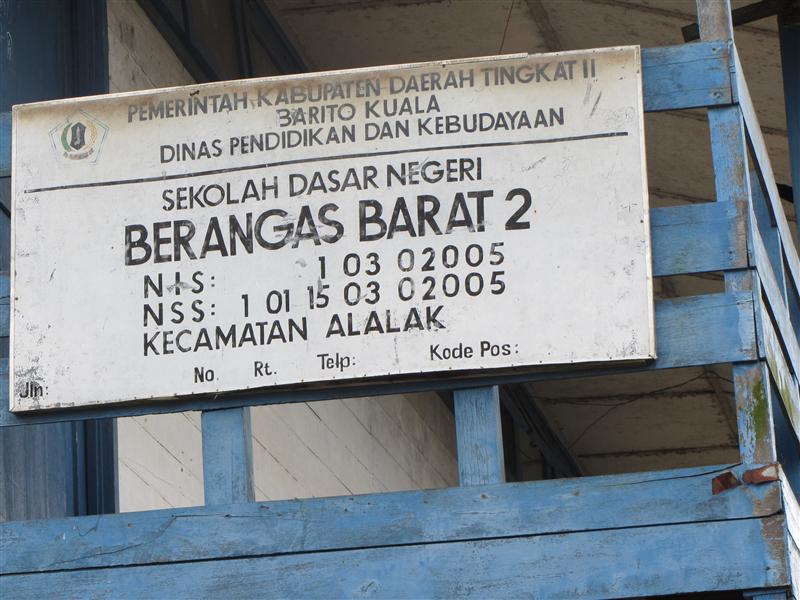 PEMERINTAH KABUPATEN DAERAH TINGKAT II
BARITO KUALA
DINAS PENDIDIKAN DAN KEBUDAYAAN
SEKOLAH DASAR NEGERI
BERANGAS BARAT 2
NIS: 1 03 02005
NSS: 1 01 15 03 02005
KECAMATAN ALALAK
Jln: No. Rt. Telp: Kode Pos: